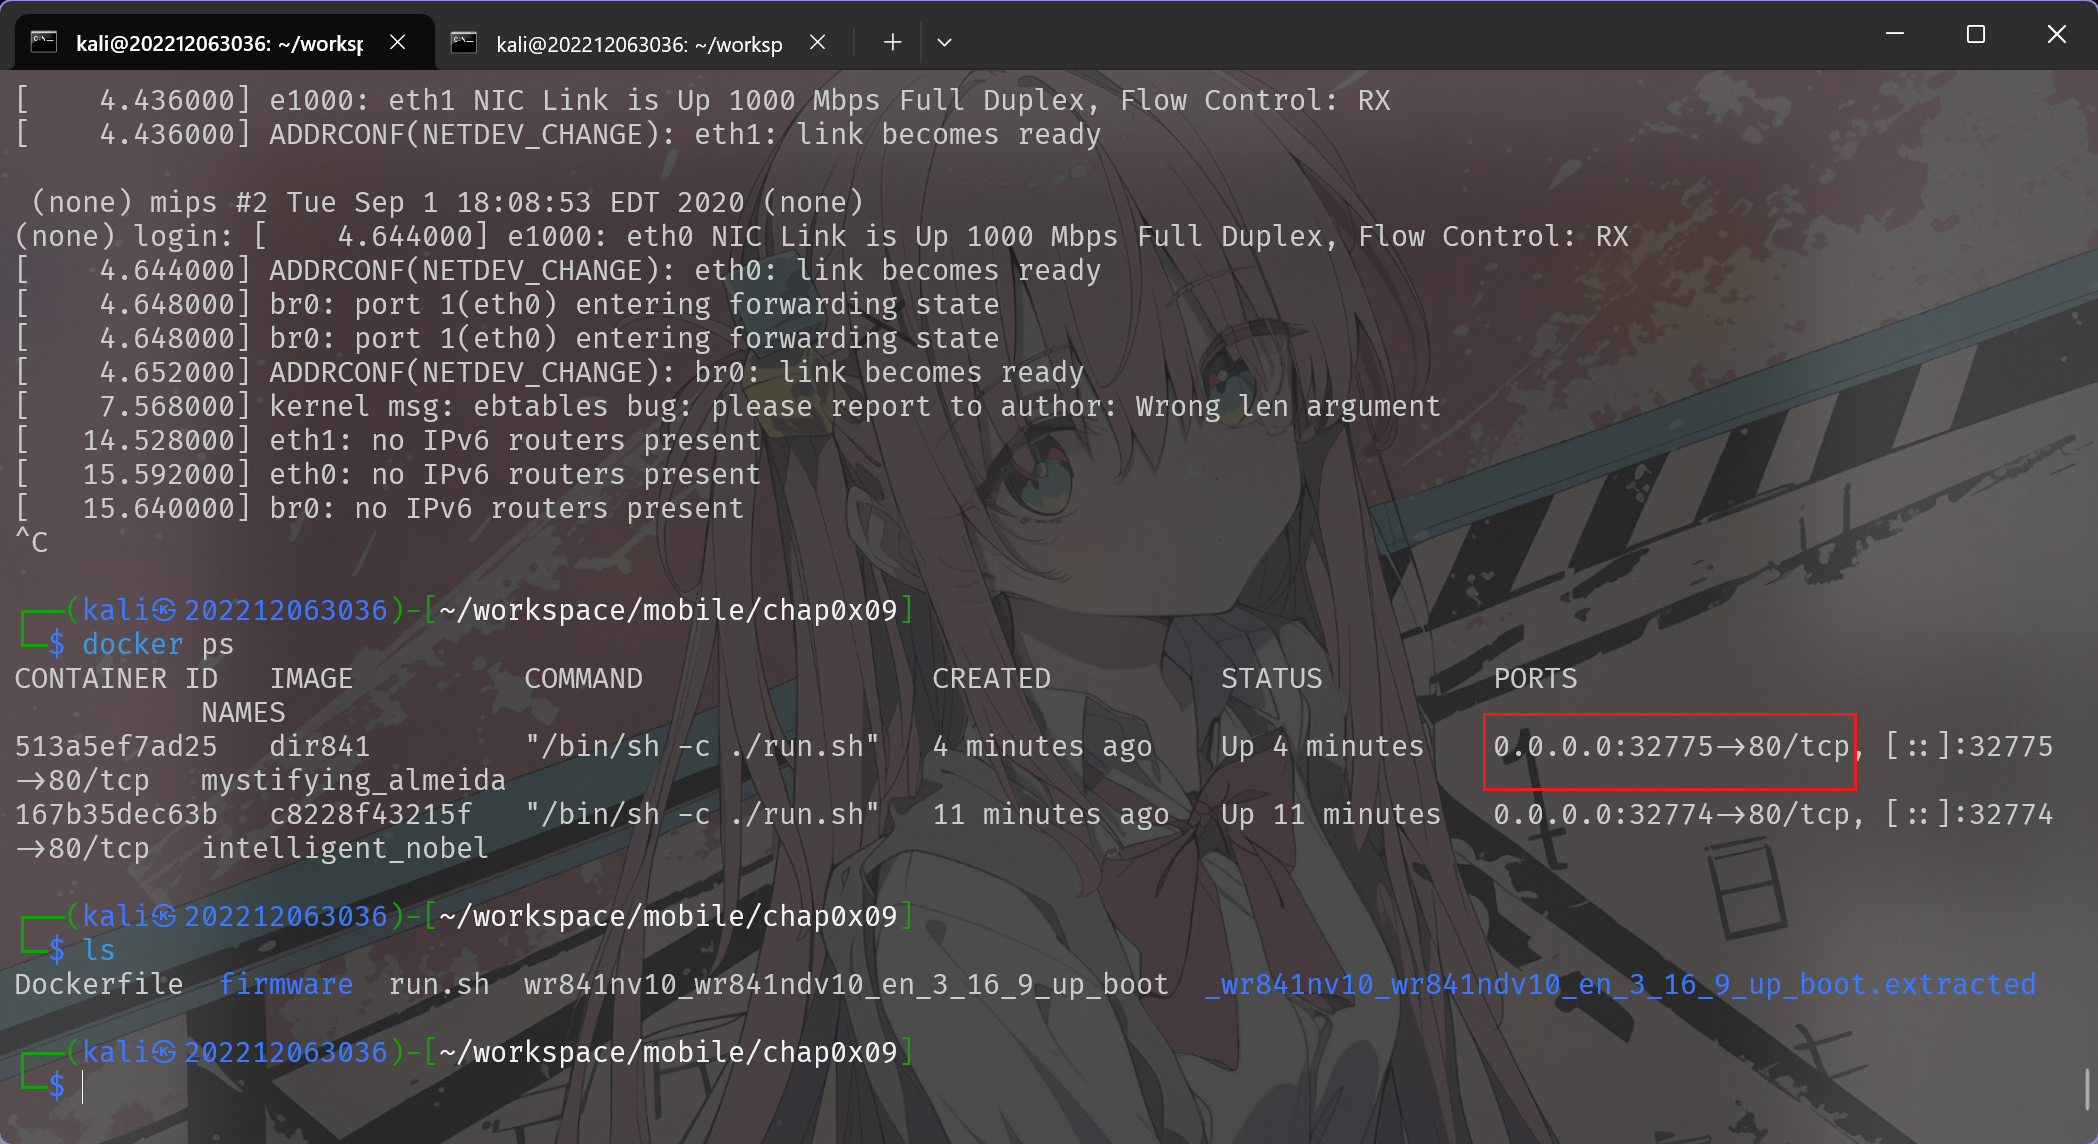 kali@202212063036: ~/worksp
kali@202212063036: ~/worksp
[    4.436000] e1000: eth1 NIC Link is Up 1000 Mbps Full Duplex, Flow Control: RX
[    4.436000] ADDRCONF(NETDEV_CHANGE): eth1: link becomes ready
(none) mips #2 Tue Sep 1 18:08:53 EDT 2020 (none)
(none) login: [    4.644000] e1000: eth0 NIC Link is Up 1000 Mbps Full Duplex, Flow Control: RX
[    4.644000] ADDRCONF(NETDEV_CHANGE): eth0: link becomes ready
[    4.648000] br0: port 1(eth0) entering forwarding state
[    4.648000] br0: port 1(eth0) entering forwarding state
[    4.652000] ADDRCONF(NETDEV_CHANGE): br0: link becomes ready
[    7.568000] kernel msg: ebtables bug: please report to author: Wrong len argument
[   14.528000] eth1: no IPv6 routers present
[   15.592000] eth0: no IPv6 routers present
[   15.640000] br0: no IPv6 routers present
^C
┌──(kali㉿202212063036)-[~/workspace/mobile/chap0x09]
└─$ docker ps
CONTAINER ID   IMAGE          COMMAND                CREATED          STATUS          PORTS
NAMES
513a5ef7ad25   dir841         "/bin/sh -c ./run.sh"   4 minutes ago    Up 4 minutes    0.0.0.0:32775->80/tcp, [::]:32775
->80/tcp   mystifying_almeida
167b35dec63b   c8228f43215f   "/bin/sh -c ./run.sh"   11 minutes ago   Up 11 minutes   0.0.0.0:32774->80/tcp, [::]:32774
->80/tcp   intelligent_nobel
┌──(kali㉿202212063036)-[~/workspace/mobile/chap0x09]
└─$ ls
Dockerfile  firmware  run.sh  wr841nv10_wr841ndv10_en_3_16_9_up_boot  _wr841nv10_wr841ndv10_en_3_16_9_up_boot.extracted
┌──(kali㉿202212063036)-[~/workspace/mobile/chap0x09]
└─$